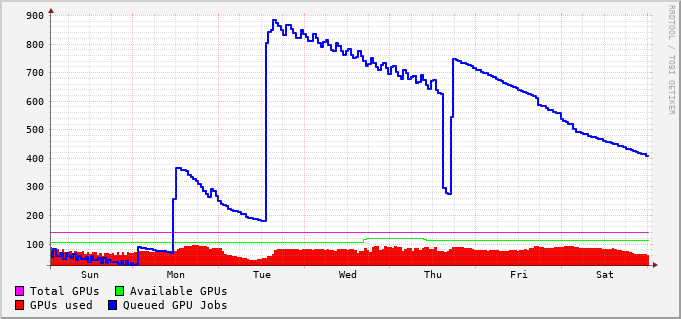 900
800
700
600
500
400
300
200
100
Sun Mon Tue Wed Thu Fri Sat
Total GPUs Available GPUs
GPUs used Queued GPU Jobs
RRDTOOL / TOBI OETIKER